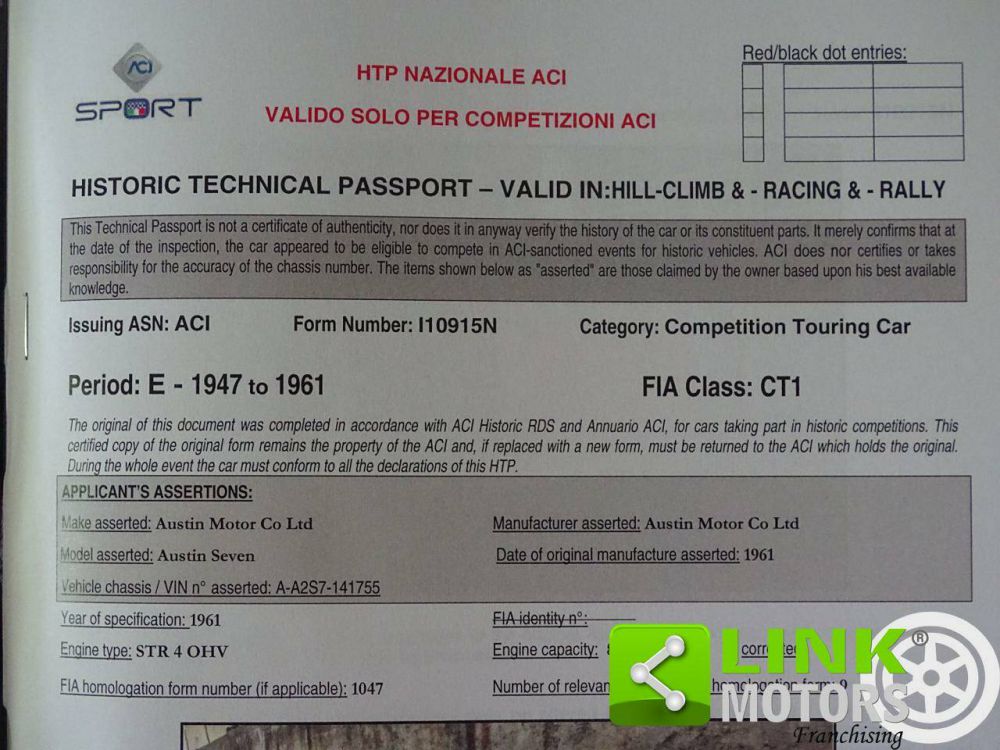 ACI
SPORT
HTP NAZIONALE ACI
VALIDO SOLO PER COMPETIZIONI ACI
Red/black dot entries:
HISTORIC TECHNICAL PASSPORT – VALID IN:HILL-CLIMB & - RACING & - RALLY
This Technical Passport is not a certificate of authenticity, nor does it in anyway verify the history of the car or its constituent parts. It merely confirms that at
the date of the inspection, the car appeared to be eligible to compete in ACI-sanctioned events for historic vehicles. ACI does nor certifies or takes
responsibility for the accuracy of the chassis number. The items shown below as "asserted" are those claimed by the owner based upon his best available
knowledge.
Issuing ASN: ACI Form Number: I10915N Category: Competition Touring Car
Period: E - 1947 to 1961 FIA Class: CT1
The original of this document was completed in accordance with ACI Historic RDS and Annuario ACI, for cars taking part in historic competitions. This
certified copy of the original form remains the property of the ACI and, if replaced with a new form, must be returned to the ACI which holds the original.
During the whole event the car must conform to all the declarations of this HTP.
APPLICANT'S ASSERTIONS:
Make asserted: Austin Motor Co Ltd Manufacturer asserted: Austin Motor Co Ltd
Model asserted: Austin Seven Date of original manufacture asserted: 1961
Vehicle chassis / VIN n° asserted: A-A2S7-141755
Year of specification: 1961 FIA identity n°:
Engine type: STR 4 OHV Engine capacity:
FIA homologation form number (if applicable): 1047 Number of homologation form: 9
LINK ®
MOTORS
Franchising